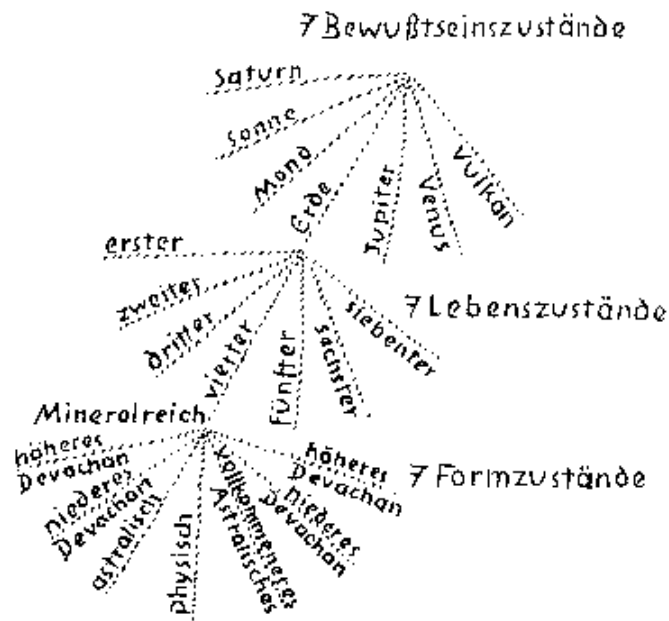 7 Bewußtseinszustände
Saturn
Sonne
Mond
Erde
Jupiter
Venus
Vulkan
erster
zweiter
dritter
vierter
fünfter
sechster
siebenter
7 Lebenszustände
Mineralreich
höheres
Devachan
niederes
Devachan
astralisch
physisch
vollkommeneres
Astralisches
niederes
Devachan
höheres
Devachan
7 Formzustände